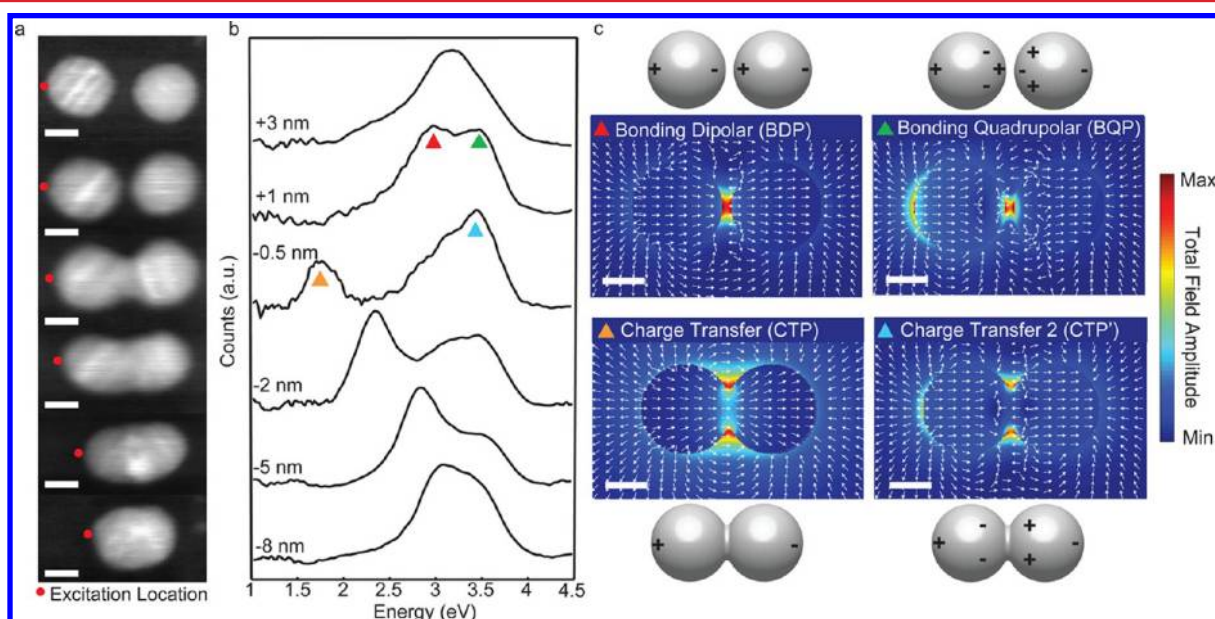 a
b
c
+3 nm
+1 nm
-0.5 nm
-2 nm
-5 nm
-8 nm
Counts (a.u.)
1 1.5 2 2.5 3 3.5 4 4.5
Energy (eV)
Excitation Location
+ - + -
+ - + - + - + -
Bonding Dipolar (BDP)
Bonding Quadrupolar (BQP)
Charge Transfer (CTP)
Charge Transfer 2 (CTP')
+ -
+ - - + + -
Max
Total Field Amplitude
Min